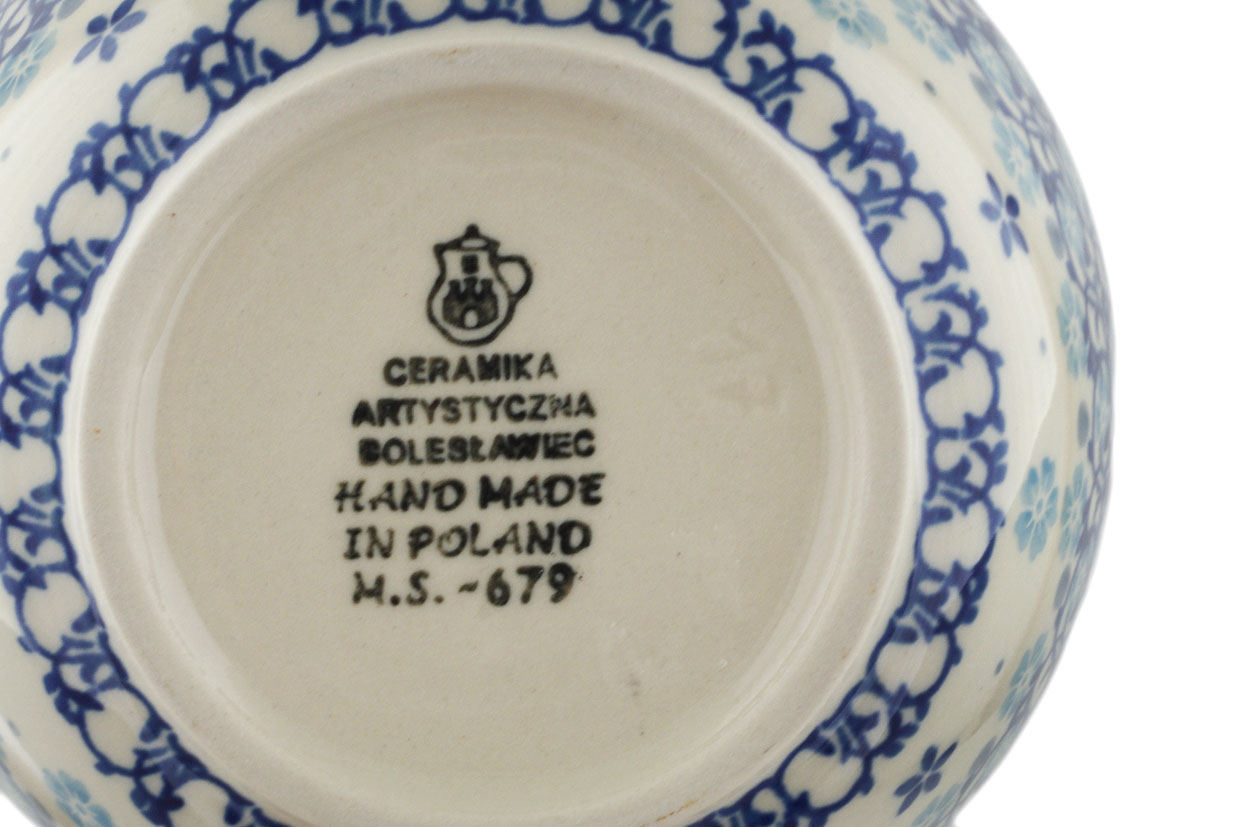 CERAMIKA
ARTYSTYCZNA
BOLESŁAWIEC
HAND MADE
IN POLAND
M.S. ~679